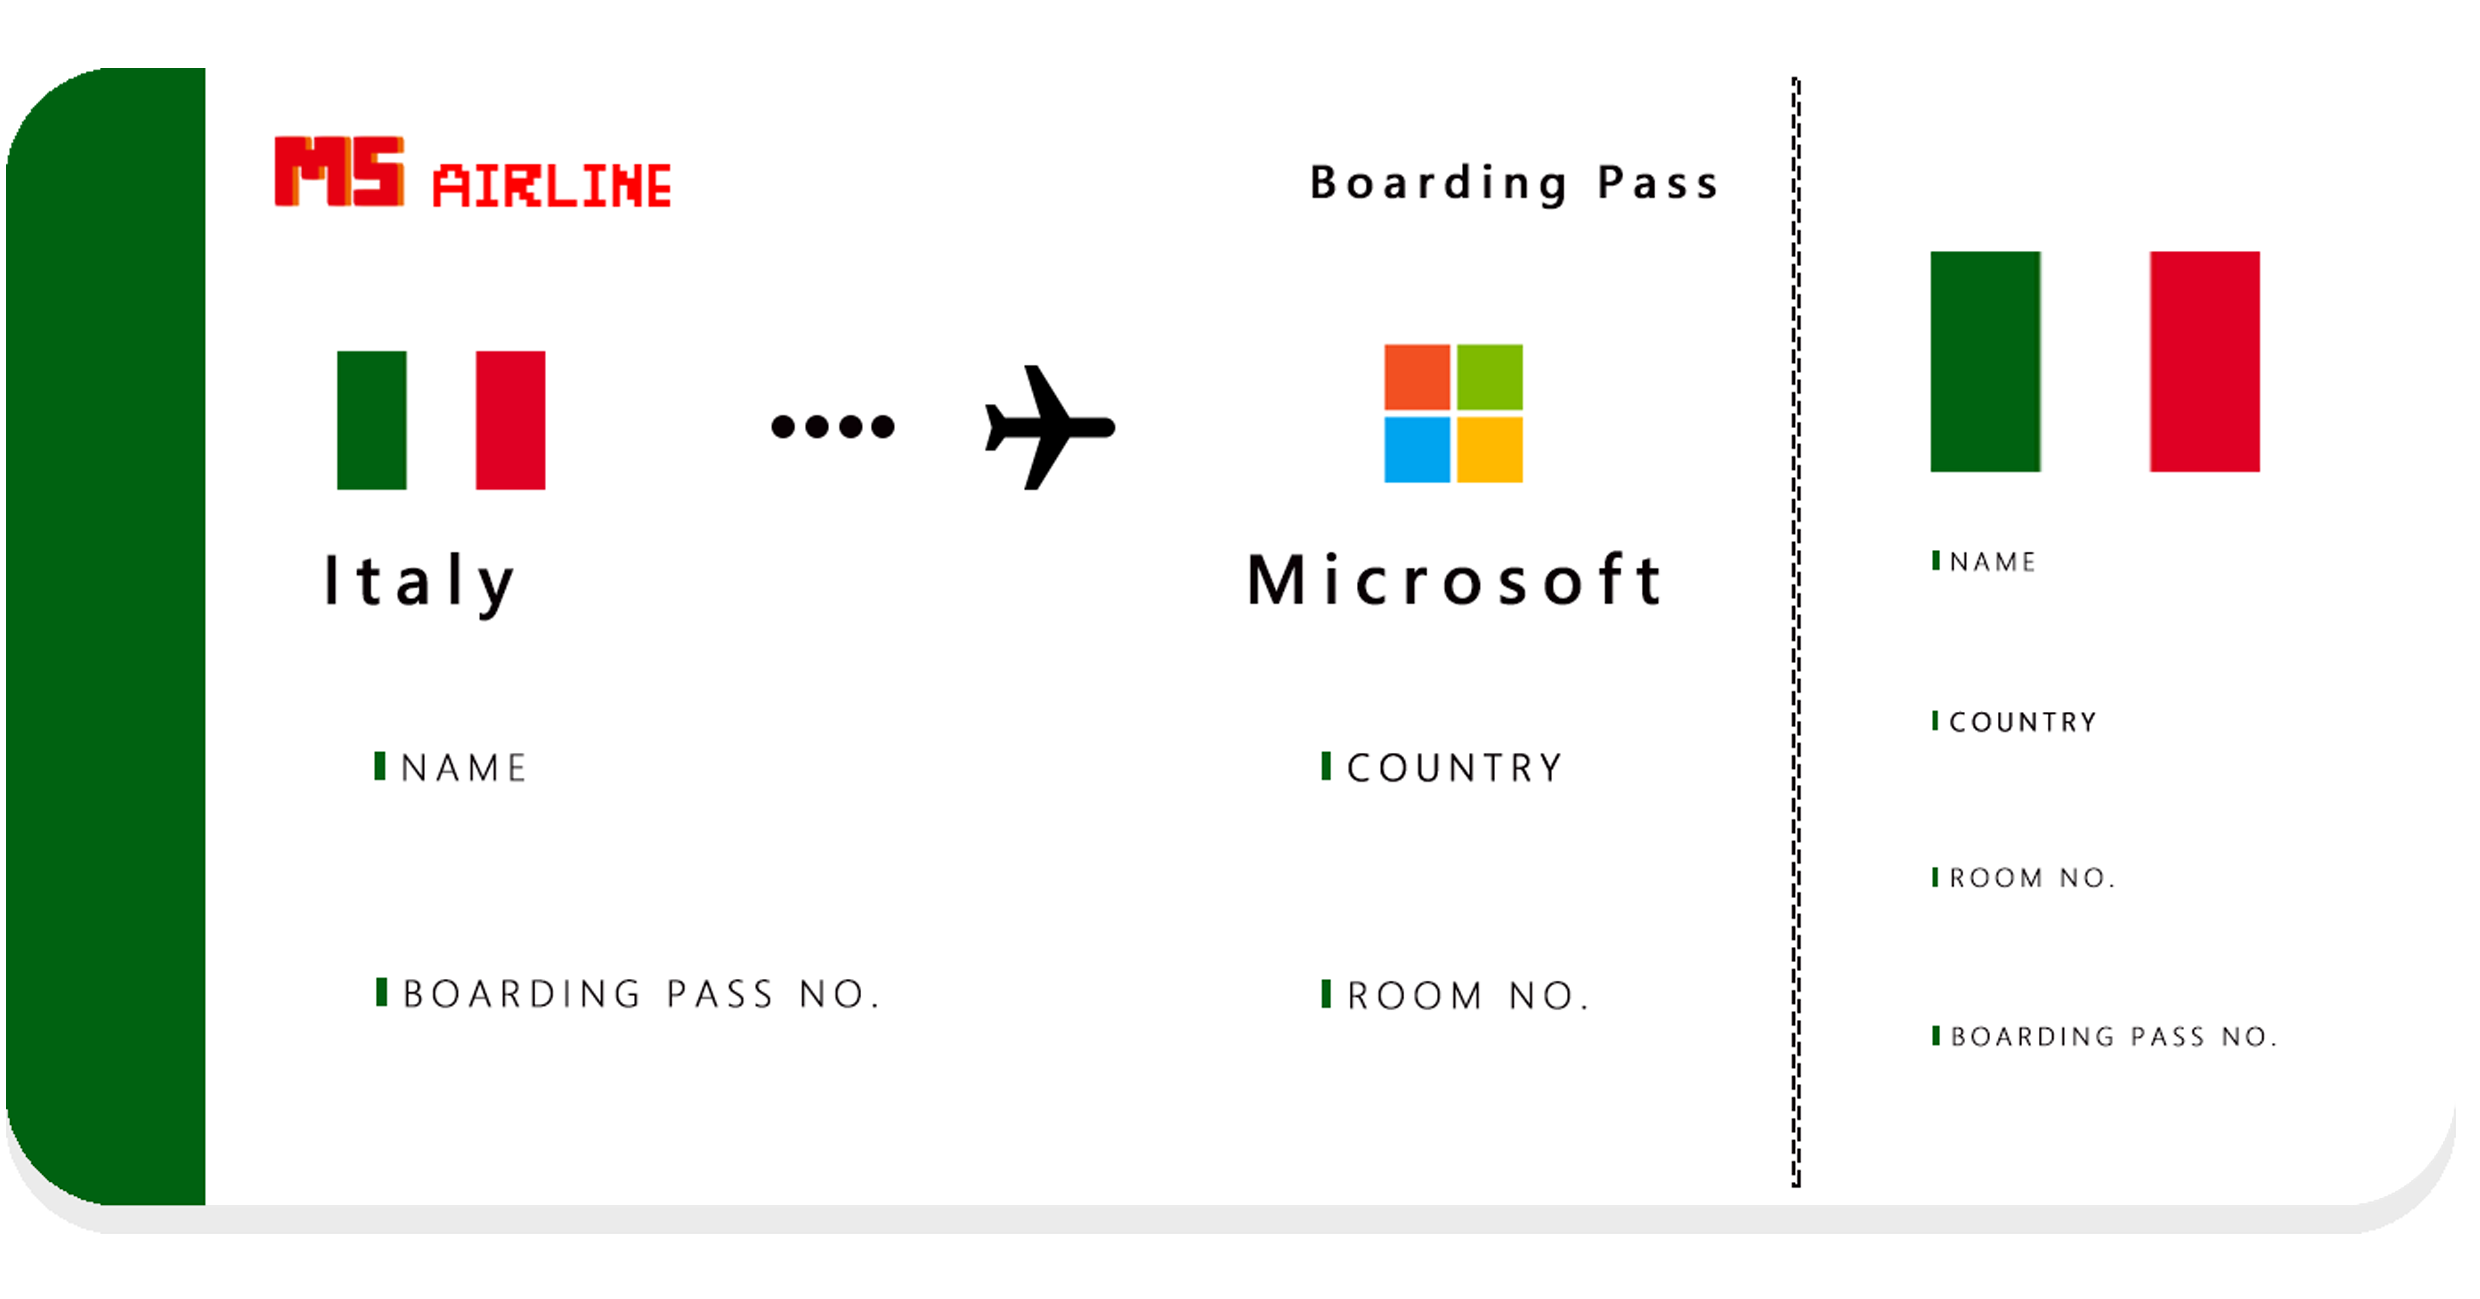 MS AIRLINE
Boarding Pass
Italy
Microsoft
NAME
COUNTRY
BOARDING PASS NO.
ROOM NO.
NAME
COUNTRY
ROOM NO.
BOARDING PASS NO.